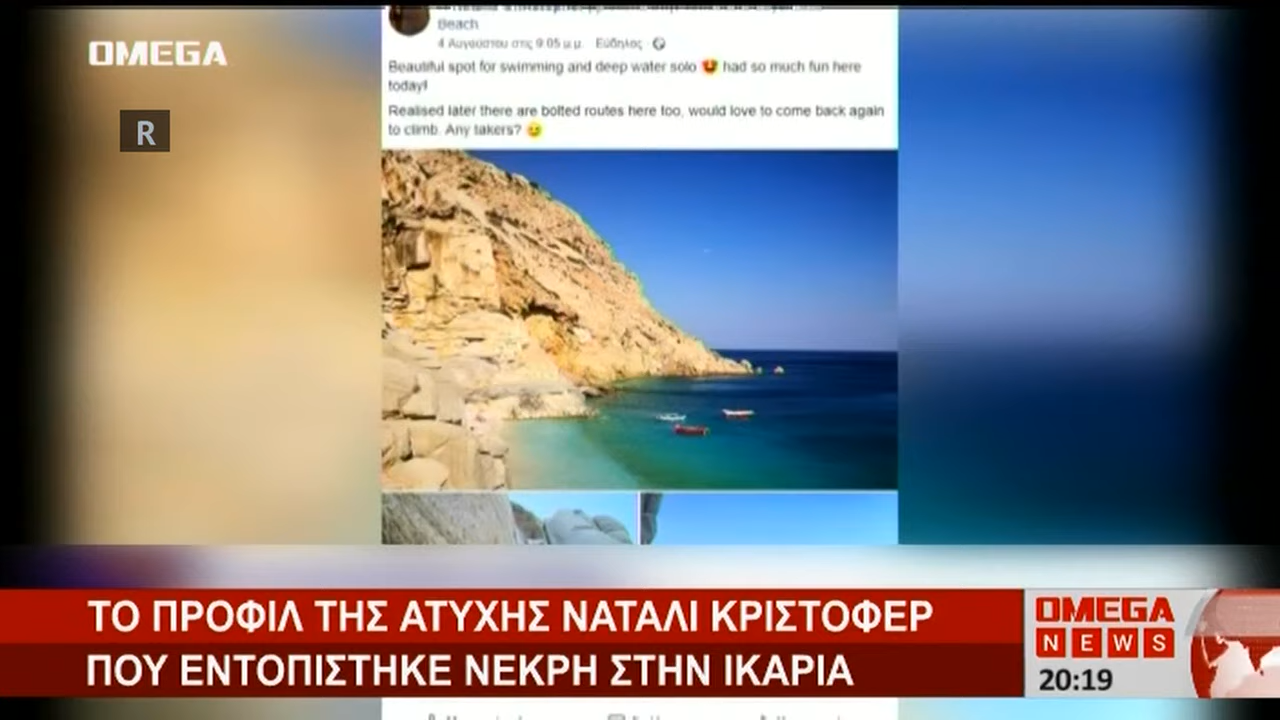 Beach
4 Αυγούστου στις 9:05 μ.μ. Εύδηλος
Beautiful spot for swimming and deep water solo 😍 had so much fun here
today!
Realised later there are bolted routes here too, would love to come back again
to climb. Any takers? 😊
OMEGA
R
ΤΟ ΠΡΟΦΙΛ ΤΗΣ ΑΤΥΧΗΣ ΝΑΤΑΛΙ ΚΡΙΣΤΟΦΕΡ
ΠΟΥ ΕΝΤΟΠΙΣΤΗΚΕ ΝΕΚΡΗ ΣΤΗΝ ΙΚΑΡΙΑ
OMEGA
NEWS
20:19